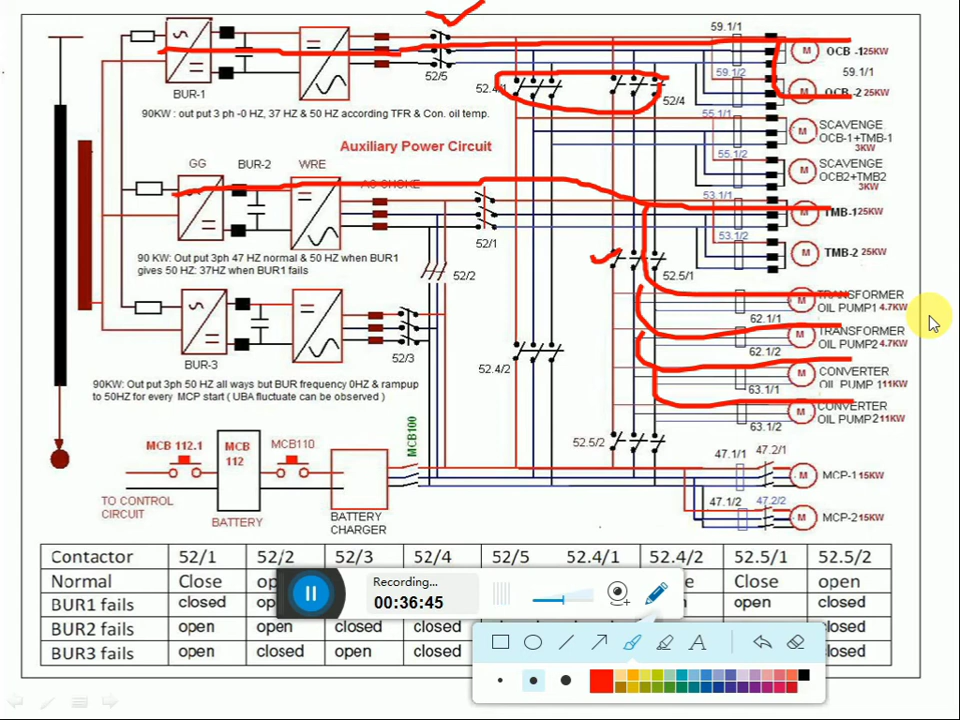 59.1/1
OCB -1 25KW
59.1/1
59.1/2
OCB -2 25KW
52/5
52.4/1
52/4
BUR-1
90KW : out put 3 ph -0 HZ, 37 HZ & 50 HZ according TFR & Con. oil temp.
55.1/1
SCAVENGE
OCB-1+TMB-1
3KW
Auxiliary Power Circuit
55.1/2
SCAVENGE
OCB2+TMB2
3KW
GG
BUR-2
WRE
AC CHOKE
53.1/1
TMB-1 25KW
53.1/2
TMB-2 25KW
52/1
90 KW : Out put 3ph 47 HZ normal & 50 HZ when BUR1
gives 50 HZ: 37HZ when BUR1 fails
52/2
52.5/1
TRANSFORMER
OIL PUMP1 4.7KW
62.1/1
TRANSFORMER
OIL PUMP2 4.7KW
62.1/2
BUR-3
52/3
52.4/2
CONVERTER
OIL PUMP 1 11KW
63.1/1
90KW: Out put 3ph 50 HZ all ways but BUR frequency 0HZ & rampup
to 50HZ for every MCP start ( UBA fluctuate can be observed )
CONVERTER
OIL PUMP2 11KW
63.1/2
MCB100
52.5/2
MCB 112.1
MCB
112
MCB110
47.1/1
47.2/1
MCP-1 15KW
TO CONTROL
CIRCUIT
BATTERY
BATTERY
CHARGER
47.1/2
47.2/2
MCP-2 15KW
Contactor 52/1 52/2 52/3 52/4 52/5 52.4/1 52.4/2 52.5/1 52.5/2
Normal Close Close open
BUR1 fails closed open closed
BUR2 fails open open closed closed closed
BUR3 fails open closed open closed closed
Recording...
00:36:45
A